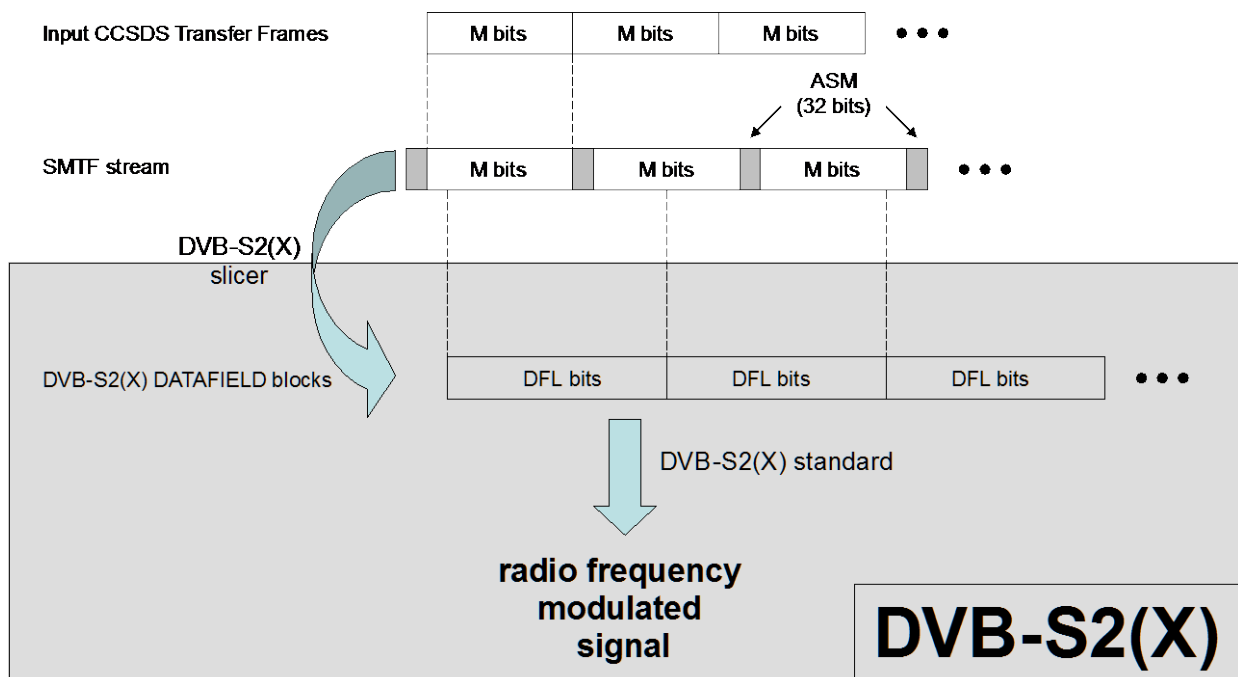 Input CCSDS Transfer Frames
M bits M bits M bits
ASM
(32 bits)
SMTF stream
M bits M bits M bits
DVB-S2(X)
slicer
DVB-S2(X) DATAFIELD blocks
DFL bits DFL bits DFL bits
DVB-S2(X) standard
radio frequency
modulated
signal
DVB-S2(X)